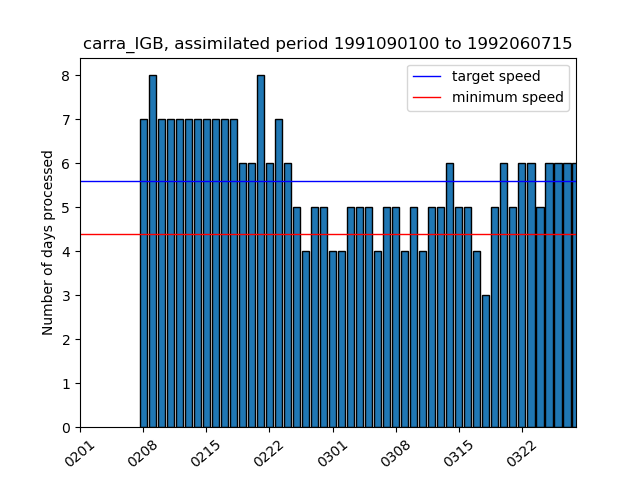 carra_IGB, assimilated period 1991090100 to 1992060715
target speed
minimum speed
Number of days processed
8
7
6
5
4
3
2
1
0
0201 0208 0215 0222 0301 0308 0315 0322